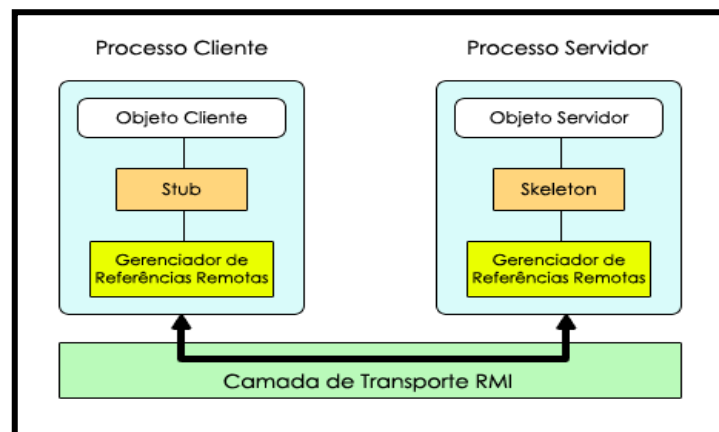 Processo Cliente
Processo Servidor
Objeto Cliente
Objeto Servidor
Stub
Skeleton
Gerenciador de
Referências Remotas
Gerenciador de
Referências Remotas
Camada de Transporte RMI